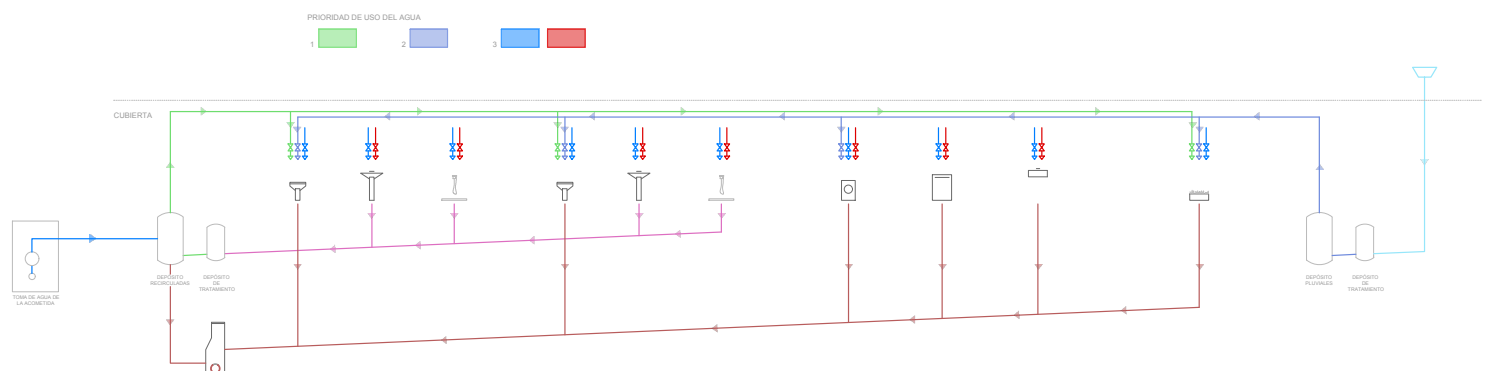 PRIORIDAD DE USO DEL AGUA
1
2
3
CUBIERTA
TOMA DE AGUA DE
LA ACOMETIDA
DEPÓSITO
RECIRCULADAS
DEPÓSITO
DE
TRATAMIENTO
DEPÓSITO
PLUVIALES
DEPÓSITO
DE
TRATAMIENTO